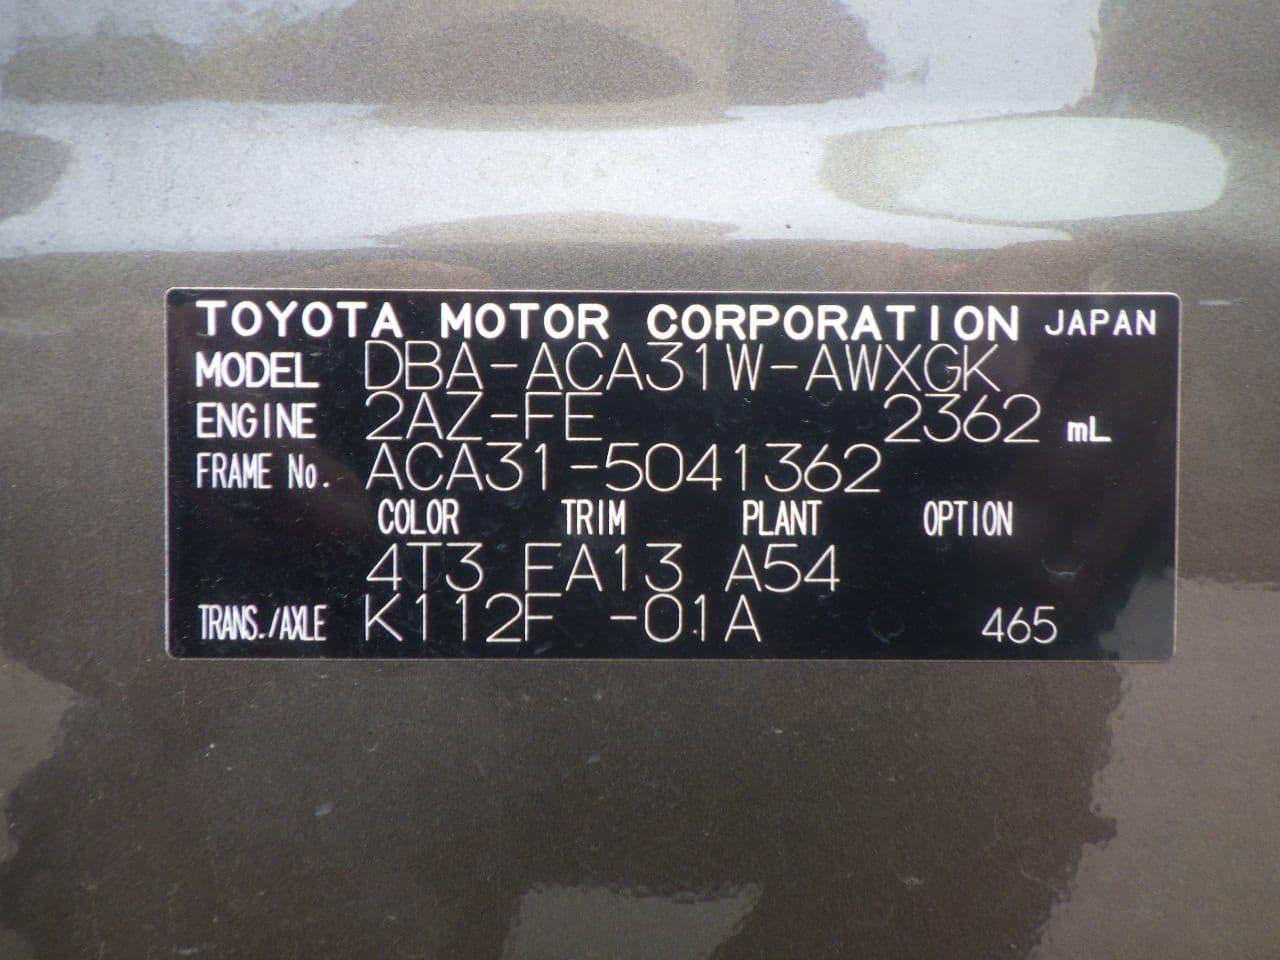 TOYOTA MOTOR CORPORATION JAPAN
MODEL DBA-ACA31W-AWXGK
ENGINE 2AZ-FE 2362 mL
FRAME No. ACA31-5041362
COLOR TRIM PLANT OPTION
4T3 FA13 A54
TRANS./AXLE K112F -01A 465